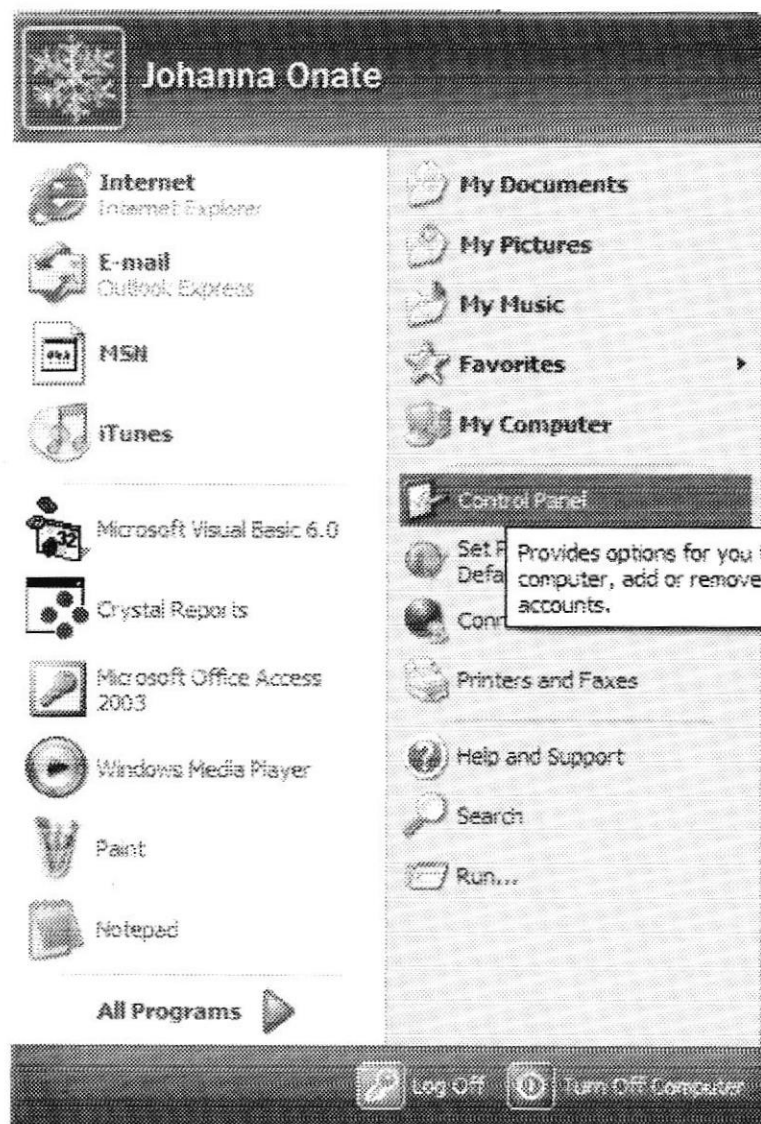 Johanna Onate
Internet
Internet Explorer
E-mail
Outlook Express
MSN
iTunes
Microsoft Visual Basic 6.0
Crystal Reports
Microsoft Office Access
2003
Windows Media Player
Paint
Notepad
All Programs
My Documents
My Pictures
My Music
Favorites
My Computer
Control Panel
Set P
Defa
Provides options for you t
computer, add or remove
accounts.
Conn
Printers and Faxes
Help and Support
Search
Run...
Log Off
Turn Off Computer